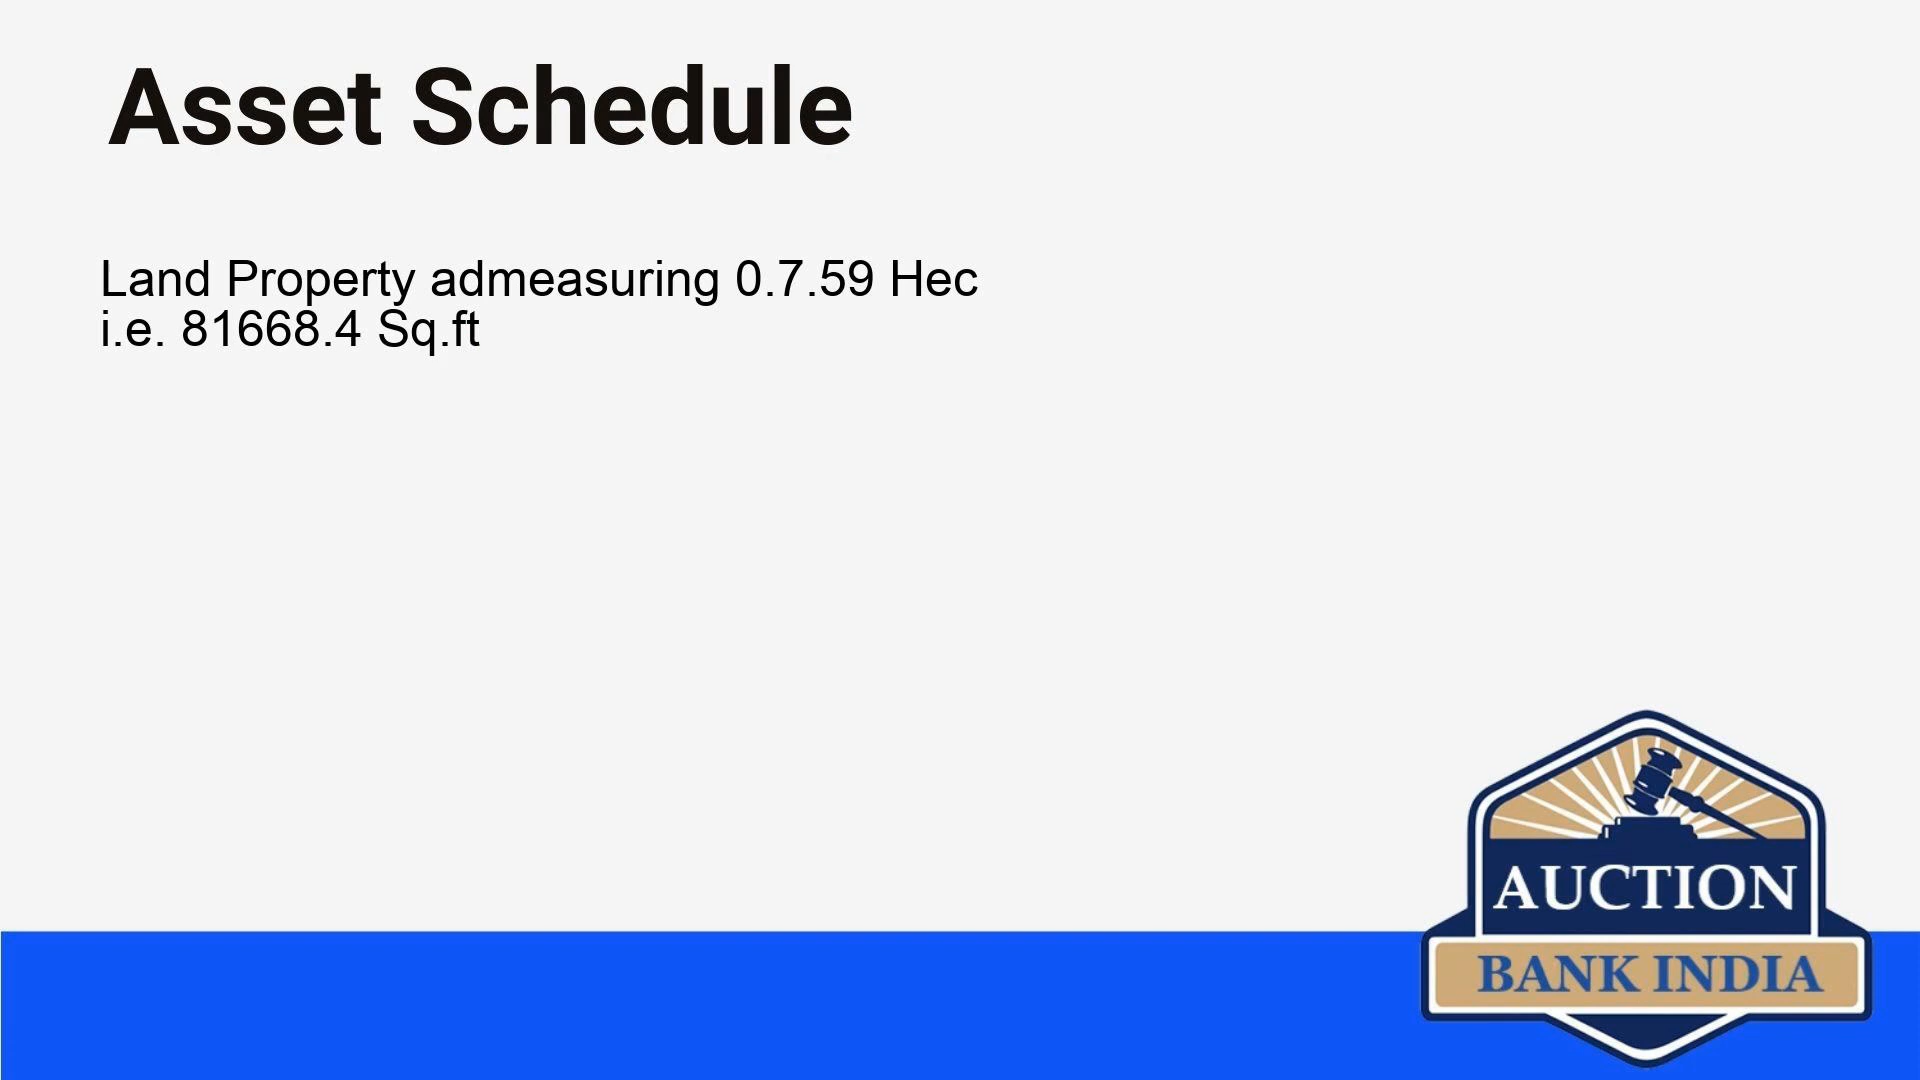 Asset Schedule
Land Property admeasuring 0.7.59 Hec
i.e. 81668.4 Sq.ft
AUCTION
BANK INDIA